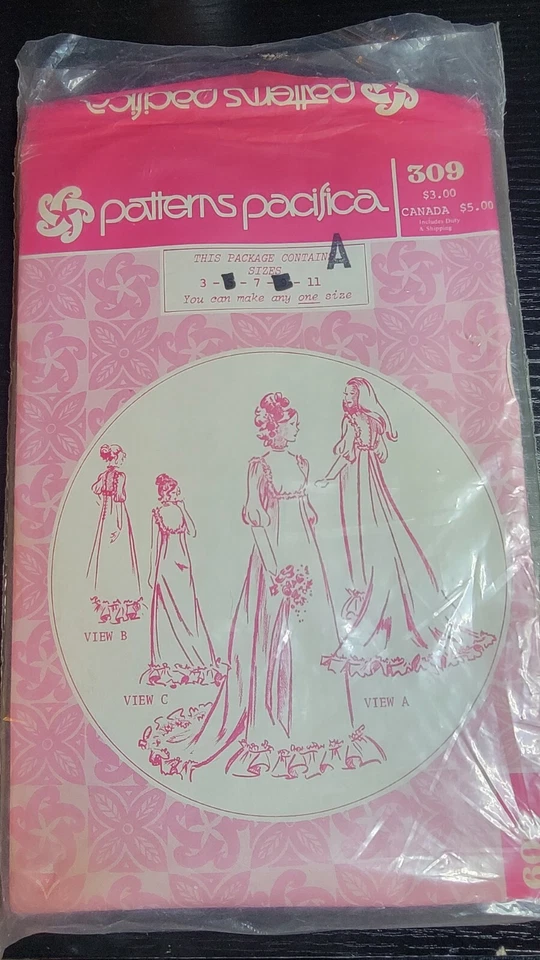 patterns pacifica
patterns pacifica
309
$3.00
CANADA $5.00
Includes Duty
& Shipping
THIS PACKAGE CONTAINS
A
SIZES
3 - - 7 - - 11
You can make any one size
VIEW B
VIEW C
VIEW A